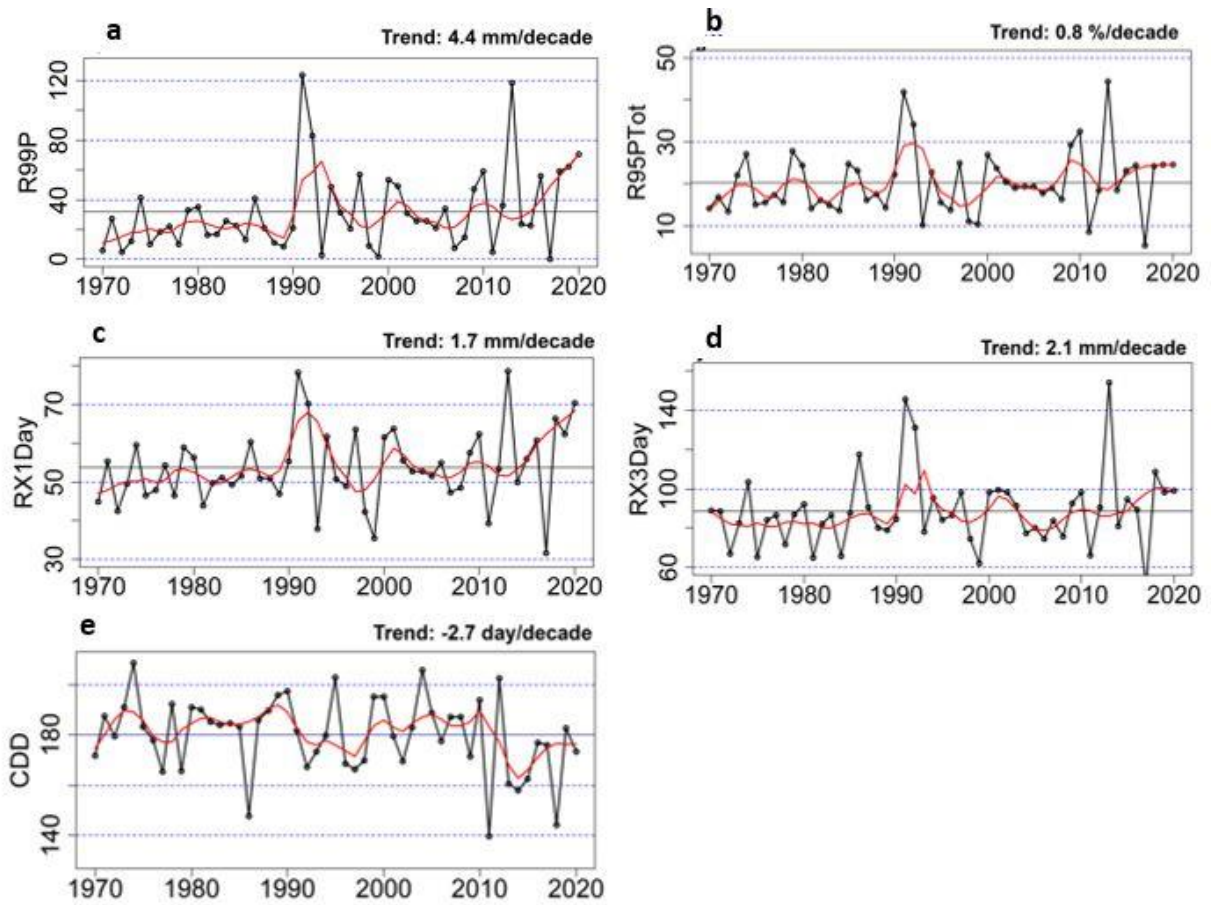 a
Trend: 4.4 mm/decade
R99P
120
80
40
0
1970 1980 1990 2000 2010 2020
b
Trend: 0.8 %/decade
R95PTot
50
30
10
1970 1980 1990 2000 2010 2020
c
Trend: 1.7 mm/decade
RX1Day
70
50
30
1970 1980 1990 2000 2010 2020
d
Trend: 2.1 mm/decade
RX3Day
140
100
60
1970 1980 1990 2000 2010 2020
e
Trend: -2.7 day/decade
CDD
180
140
1970 1980 1990 2000 2010 2020